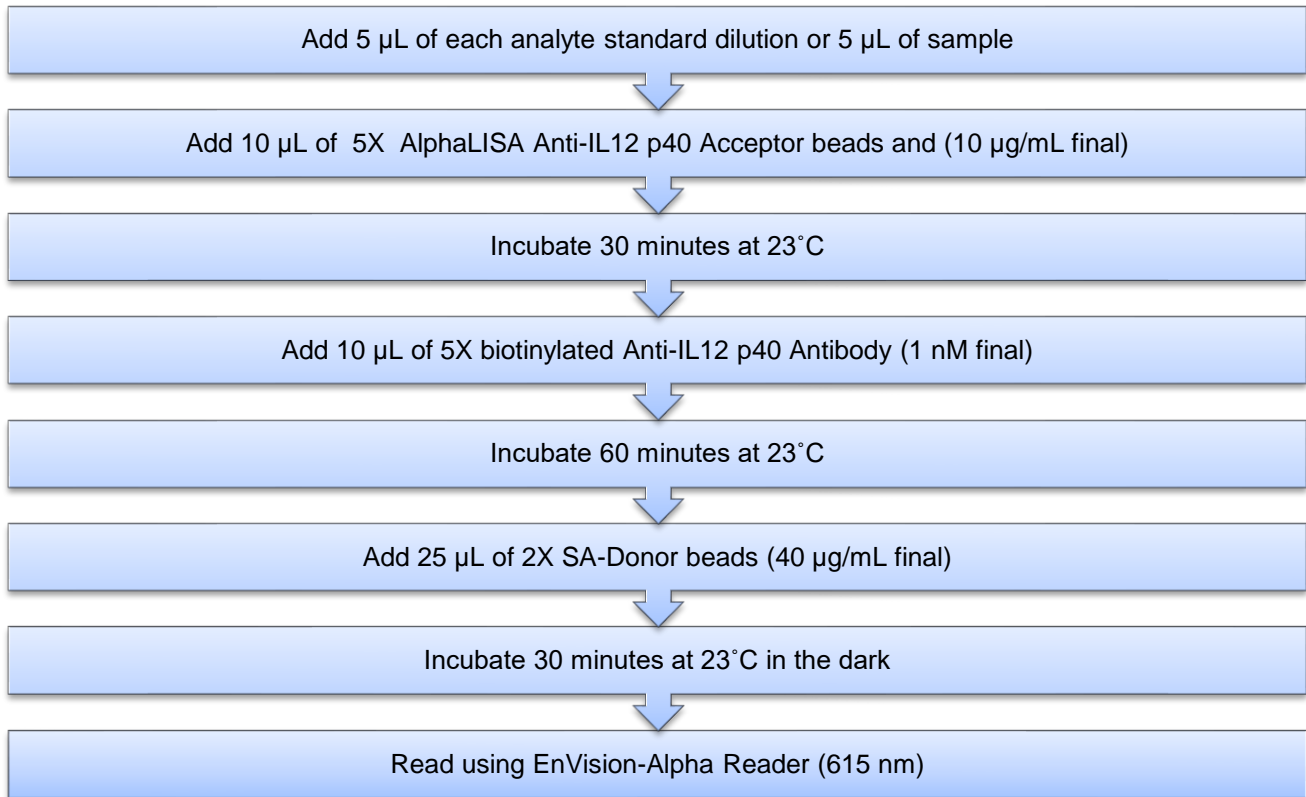 Add 5 µL of each analyte standard dilution or 5 µL of sample
Add 10 µL of 5X AlphaLISA Anti-IL12 p40 Acceptor beads and (10 µg/mL final)
Incubate 30 minutes at 23˚C
Add 10 µL of 5X biotinylated Anti-IL12 p40 Antibody (1 nM final)
Incubate 60 minutes at 23˚C
Add 25 µL of 2X SA-Donor beads (40 µg/mL final)
Incubate 30 minutes at 23˚C in the dark
Read using EnVision-Alpha Reader (615 nm)